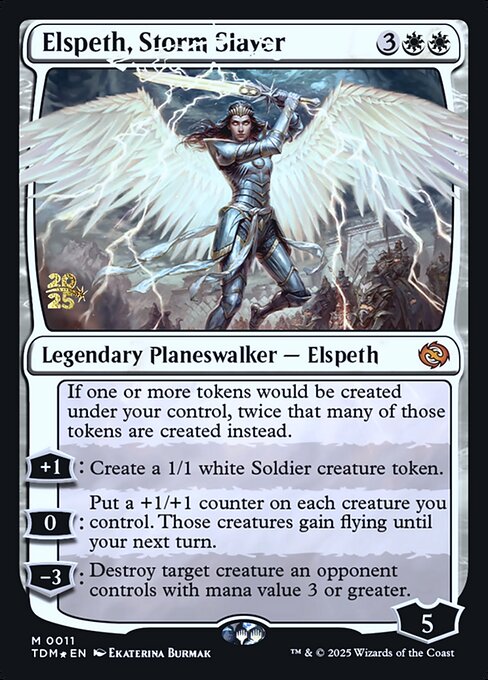 Elspeth, Storm Slayer 3
2025
Legendary Planeswalker — Elspeth
If one or more tokens would be created
under your control, twice that many of those
tokens are created instead.
+1 : Create a 1/1 white Soldier creature token.
Put a +1/+1 counter on each creature you
0 : control. Those creatures gain flying until
your next turn.
−3 : Destroy target creature an opponent
controls with mana value 3 or greater.
5
M 0011
TDM★EN Ekaterina Burmak ™ & © 2025 Wizards of the Coast